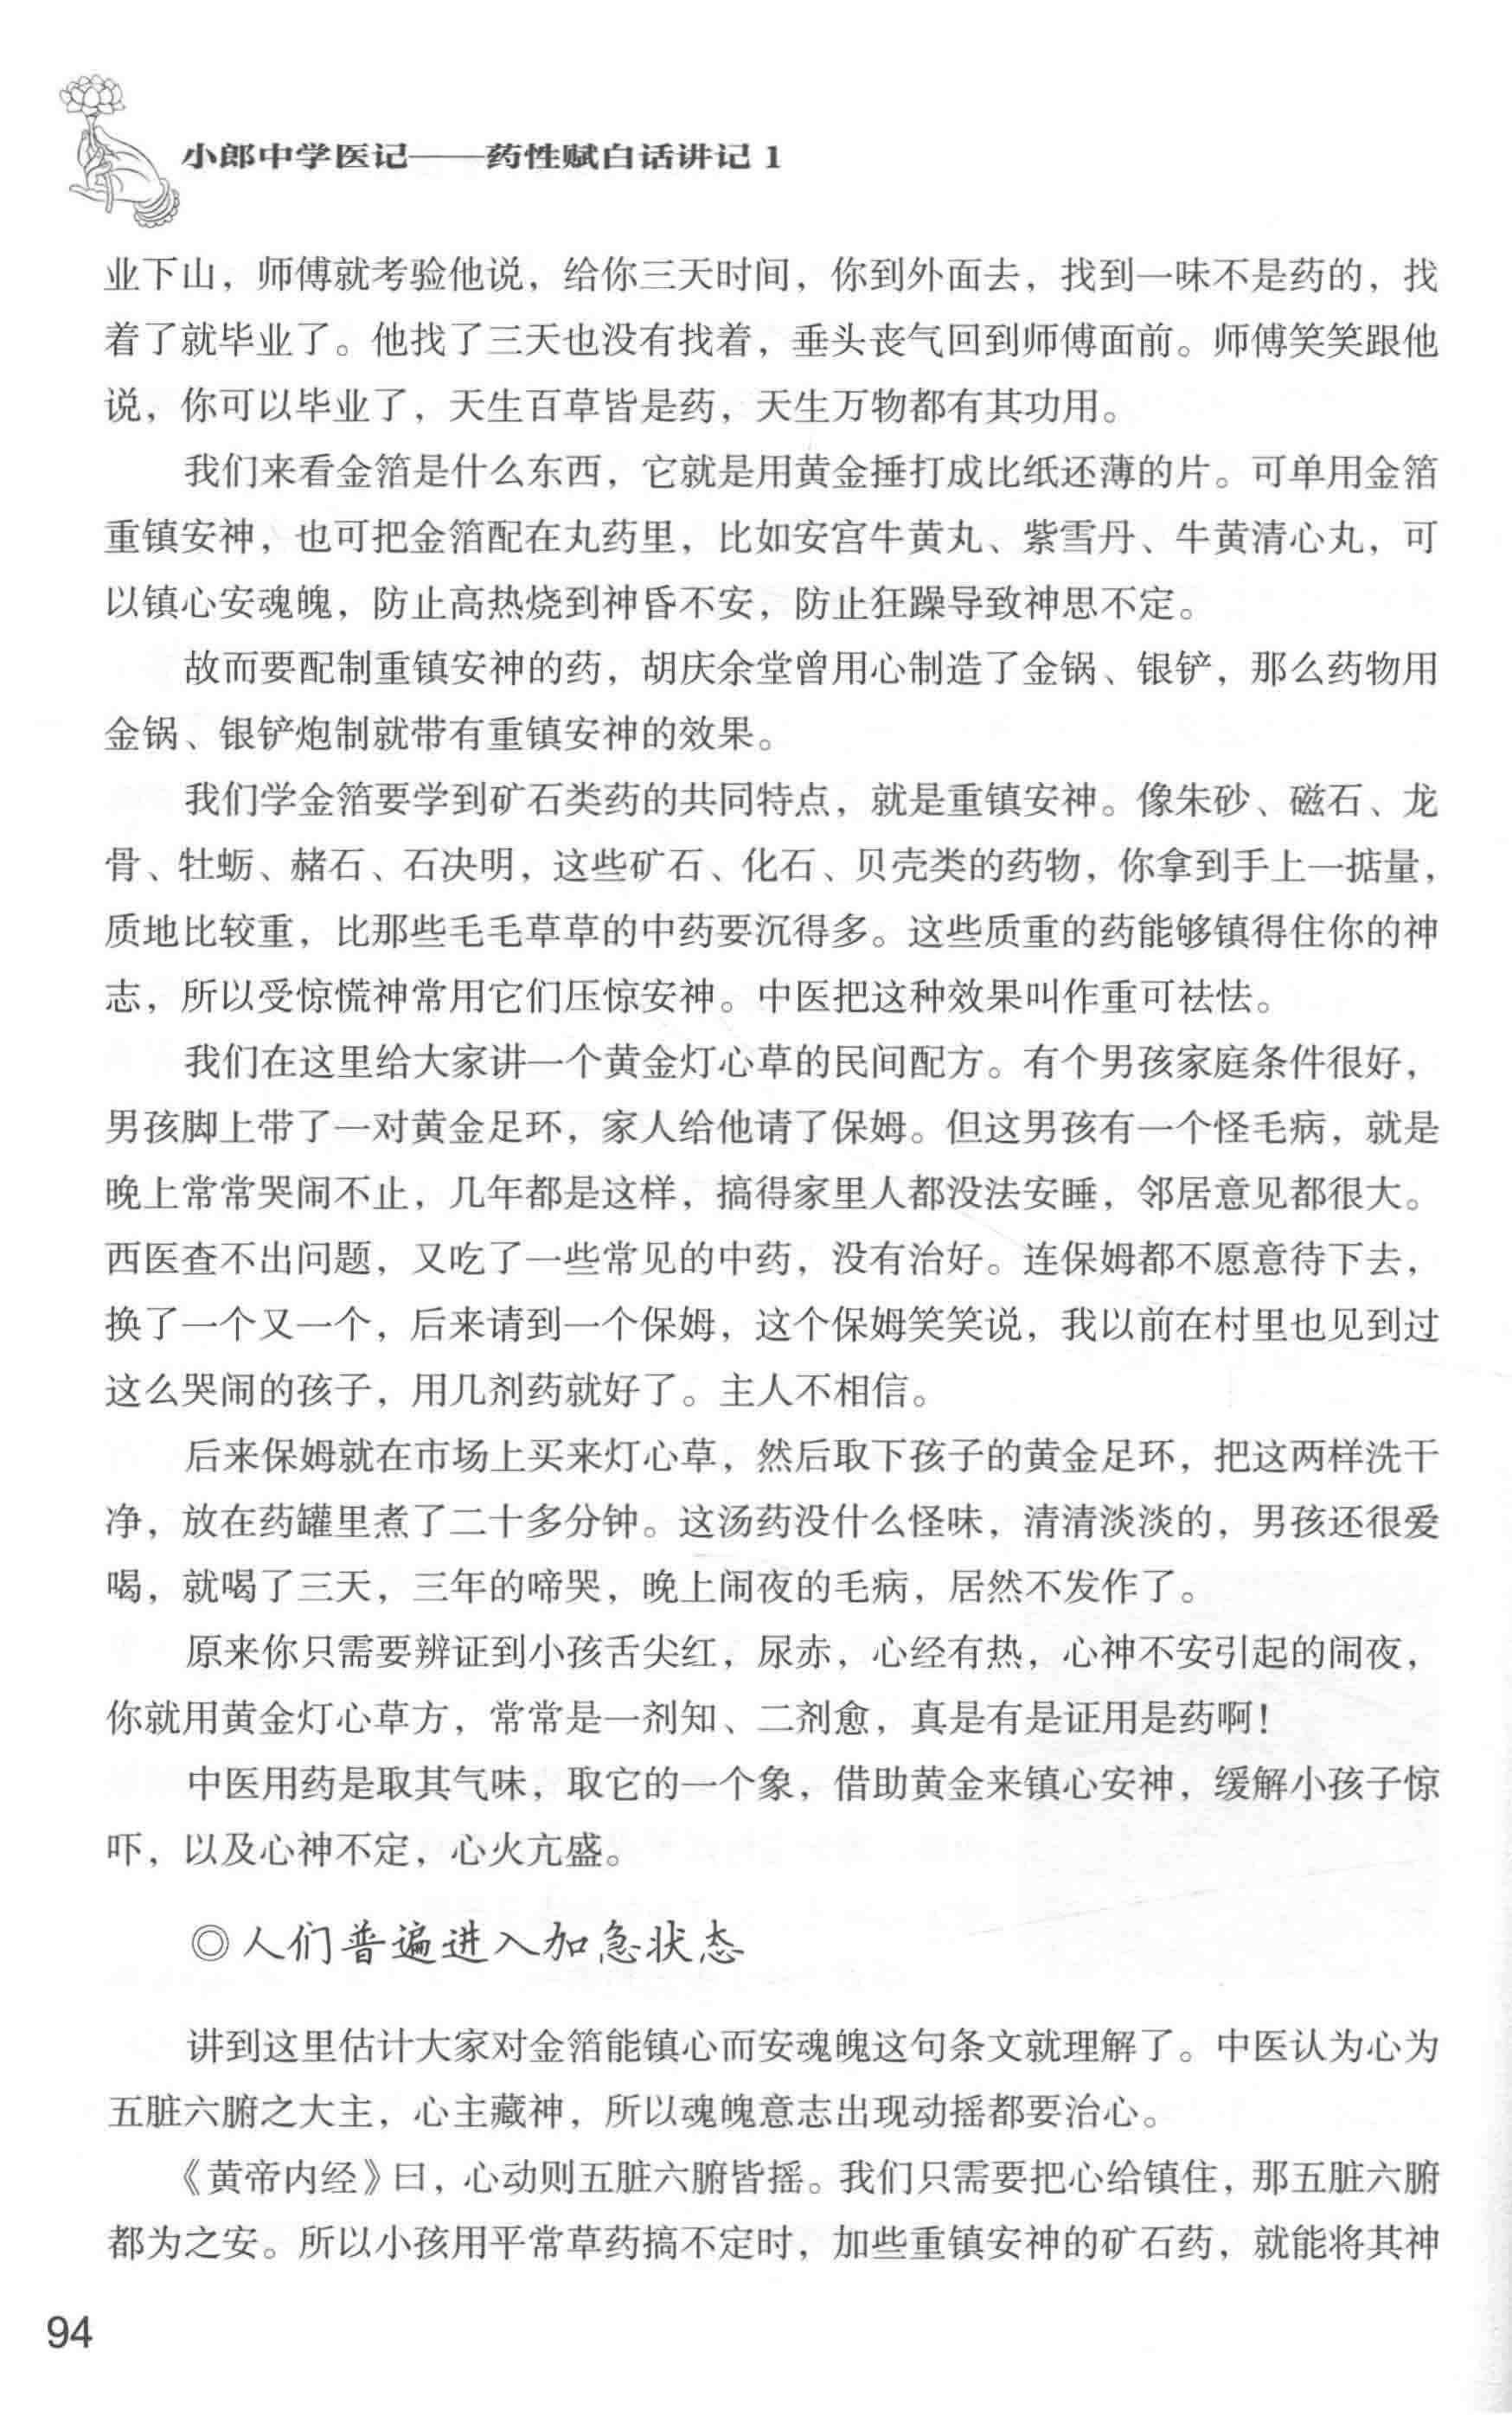 小郎中学医记——药性赋白话讲记 1
业下山，师傅就考验他说，给你三天时间，你到外面去，找到一味不是药的，找
着了就毕业了。他找了三天也没有找着，垂头丧气回到师傅面前。师傅笑笑跟他
说，你可以毕业了，天生百草皆是药，天生万物都有其功用。
我们来看金箔是什么东西，它就是用黄金捶打成比纸还薄的片。可单用金箔
重镇安神，也可把金箔配在丸药里，比如安宫牛黄丸、紫雪丹、牛黄清心丸，可
以镇心安魂魄，防止高热烧到神昏不安，防止狂躁导致神思不定。
故而要配制重镇安神的药，胡庆余堂曾用心制造了金锅、银铲，那么药物用
金锅、银铲炮制就带有重镇安神的效果。
我们学金箔要学到矿石类药的共同特点，就是重镇安神。像朱砂、磁石、龙
骨、牡蛎、赭石、石决明，这些矿石、化石、贝壳类的药物，你拿到手上一掂量，
质地比较重，比那些毛毛草草的中药要沉得多。这些质重的药能够镇得住你的神
志，所以受惊慌神常用它们压惊安神。中医把这种效果叫作重可祛怯。
我们在这里给大家讲一个黄金灯心草的民间配方。有个男孩家庭条件很好，
男孩脚上带了一对黄金足环，家人给他请了保姆。但这男孩有一个怪毛病，就是
晚上常常哭闹不止，几年都是这样，搞得家里人都没法安睡，邻居意见都很大。
西医查不出问题，又吃了一些常见的中药，没有治好。连保姆都不愿意待下去，
换了一个又一个，后来请到一个保姆，这个保姆笑笑说，我以前在村里也见到过
这么哭闹的孩子，用几剂药就好了。主人不相信。
后来保姆就在市场上买来灯心草，然后取下孩子的黄金足环，把这两样洗干
净，放在药罐里煮了二十多分钟。这汤药没什么怪味，清清淡淡的，男孩还很爱
喝，就喝了三天，三年的啼哭，晚上闹夜的毛病，居然不发作了。
原来你只需要辨证到小孩舌尖红，尿赤，心经有热，心神不安引起的闹夜，
你就用黄金灯心草方，常常是一剂知、二剂愈，真是有是证用是药啊！
中医用药是取其气味，取它的一个象，借助黄金来镇心安神，缓解小孩子惊
吓，以及心神不定，心火亢盛。
◎人们普遍进入加急状态
讲到这里估计大家对金箔能镇心而安魂魄这句条文就理解了。中医认为心为
五脏六腑之大主，心主藏神，所以魂魄意志出现动摇都要治心。
《黄帝内经》曰，心动则五脏六腑皆摇。我们只需要把心给镇住，那五脏六腑
都为之安。所以小孩用平常草药搞不定时，加些重镇安神的矿石药，就能将其神
94